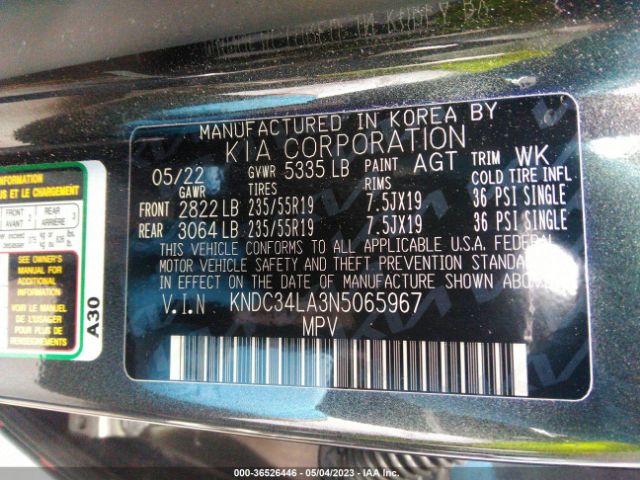 MANUFACTURED IN KOREA BY
KIA CORPORATION
05/22 GVWR 5335 LB PAINT AGT TRIM WK
GAWR TIRES RIMS COLD TIRE INFL
FRONT 2822 LB 235/55R19 7.5JX19 36 PSI SINGLE
REAR 3064 LB 235/55R19 7.5JX19 36 PSI SINGLE
THIS VEHICLE CONFORMS TO ALL APPLICABLE U.S.A. FEDERAL
MOTOR VEHICLE SAFETY AND THEFT PREVENTION STANDARD
IN EFFECT ON THE DATE OF MANUFACTURE SHOWN ABOVE.
V.I.N KNDC34LA3N5065967
MPV
INFORMATION
FRONT 2 REAR 3
AVANT ARRIÈRE
SEE OWNER'S
MANUAL FOR
ADDITIONAL
INFORMATION
VOIR LE MANUEL
DE L'USAGER
POUR PLUS DE
RENSEIGNEMENTS
A30
000-36526446 - 05/04/2023 - IAA Inc.